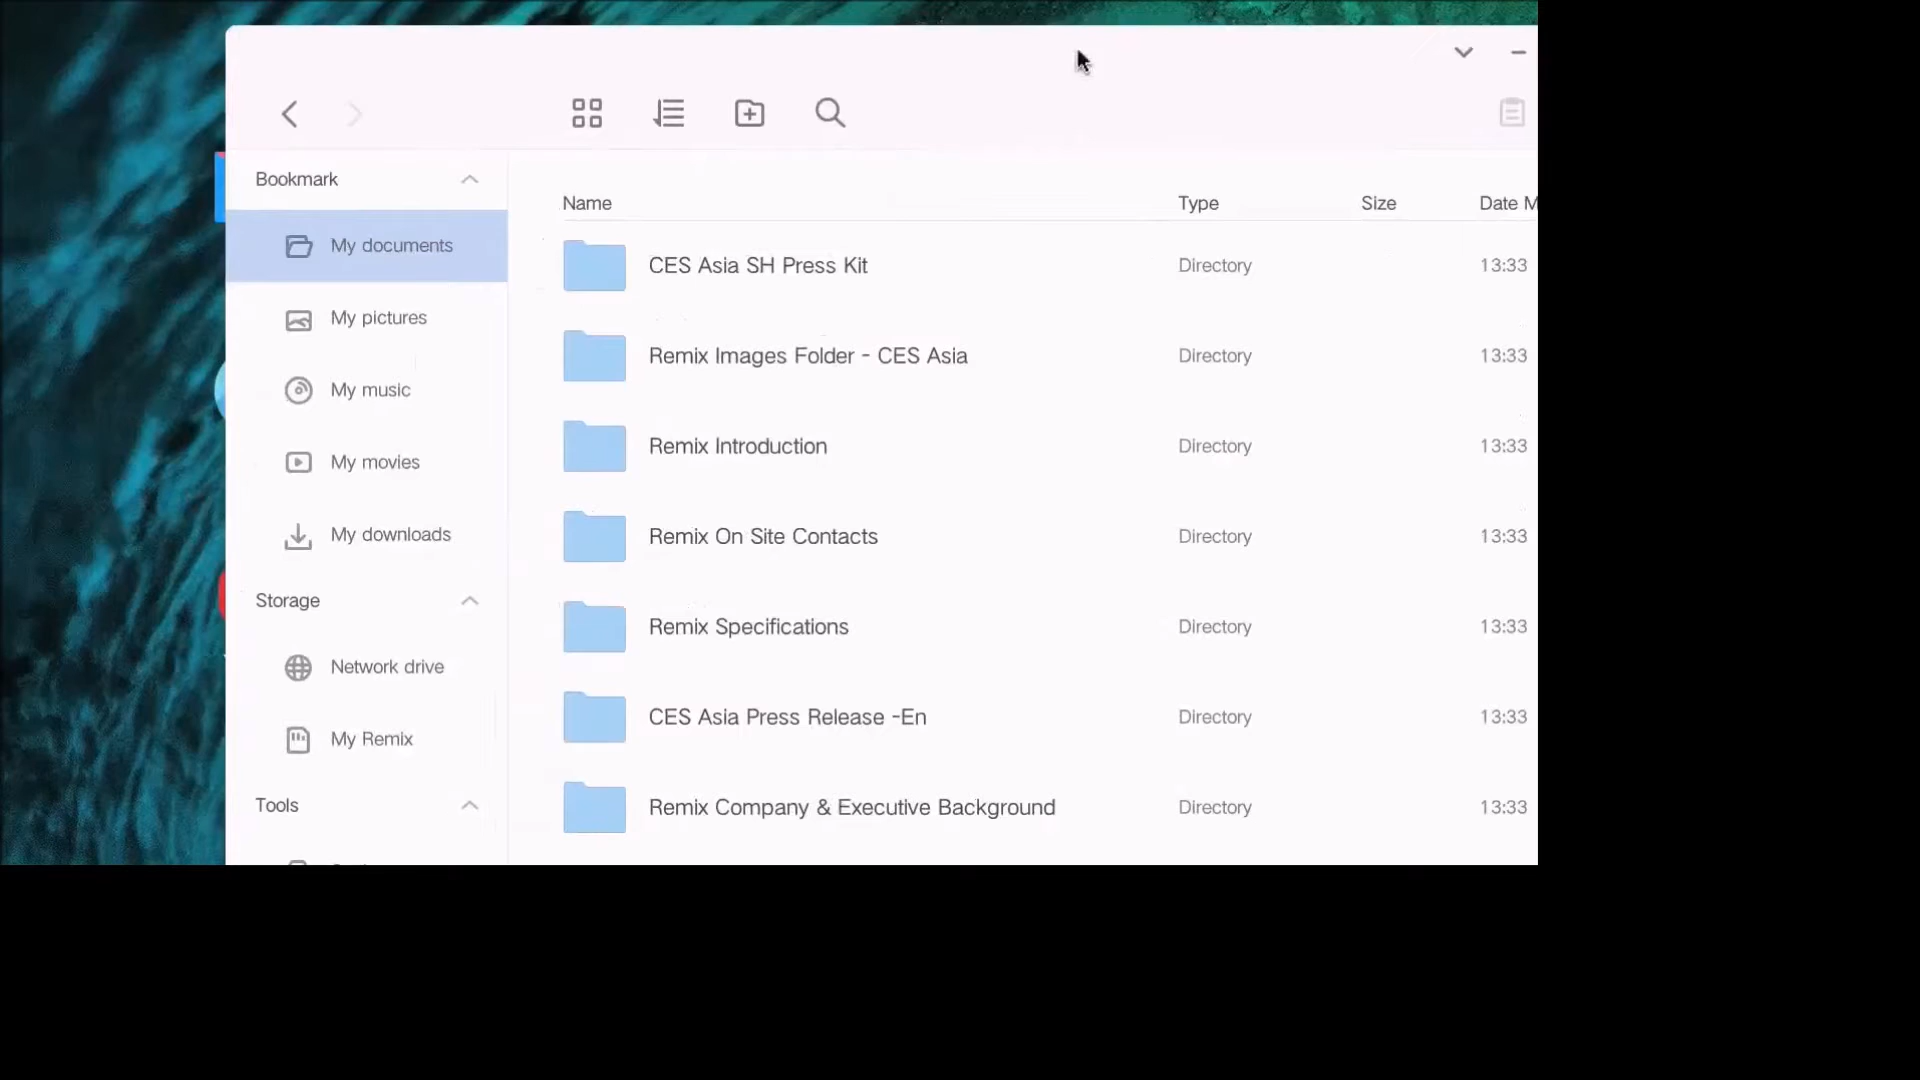 Bookmark
My documents
My pictures
My music
My movies
My downloads
Storage
Network drive
My Remix
Tools
Name Type Size Date M
CES Asia SH Press Kit Directory 13:33
Remix Images Folder - CES Asia Directory 13:33
Remix Introduction Directory 13:33
Remix On Site Contacts Directory 13:33
Remix Specifications Directory 13:33
CES Asia Press Release -En Directory 13:33
Remix Company & Executive Background Directory 13:33